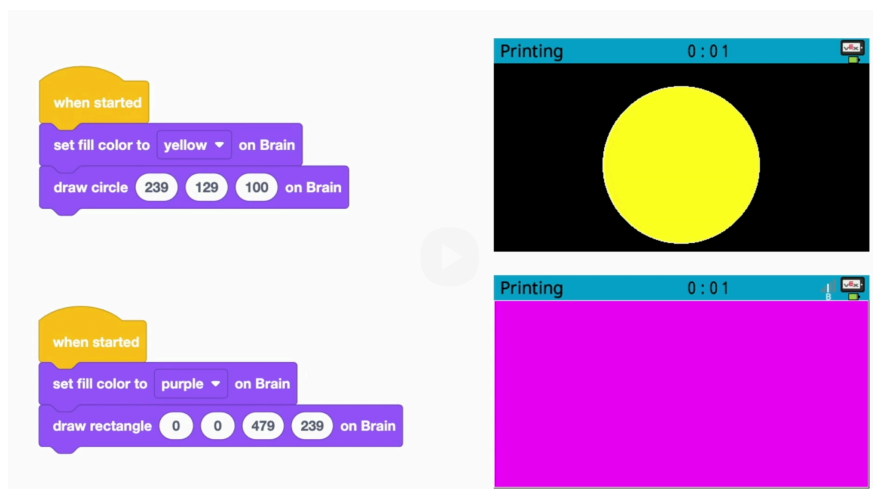 Printing 0:01
when started
set fill color to yellow on Brain
draw circle 239 129 100 on Brain
Printing 0:01
when started
set fill color to purple on Brain
draw rectangle 0 0 479 239 on Brain